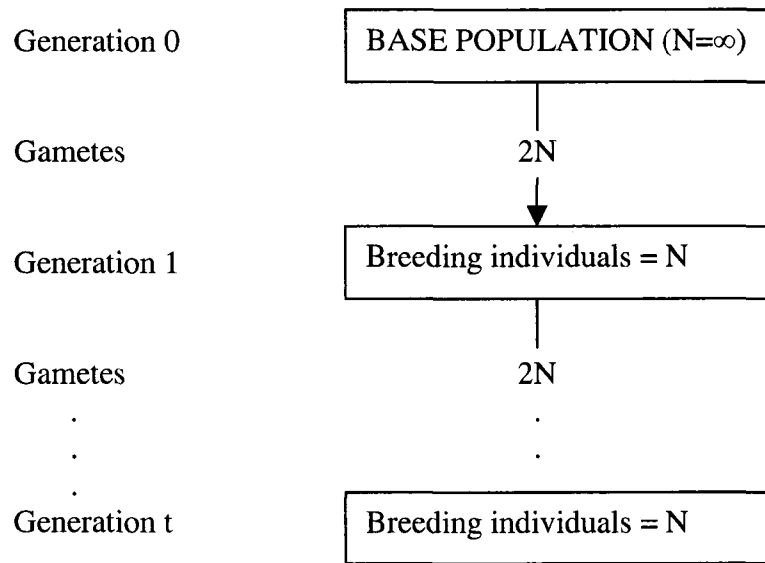 Generation 0 BASE POPULATION (N=∞)
Gametes 2N
Generation 1 Breeding individuals = N
Gametes 2N
. .
. .
.
Generation t Breeding individuals = N